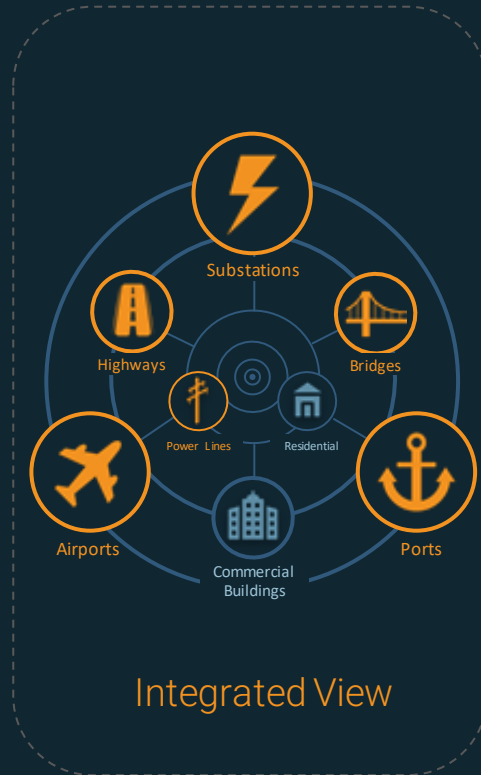 Substations
Highways
Bridges
Power Lines
Residential
Airports
Ports
Commercial
Buildings
Integrated View